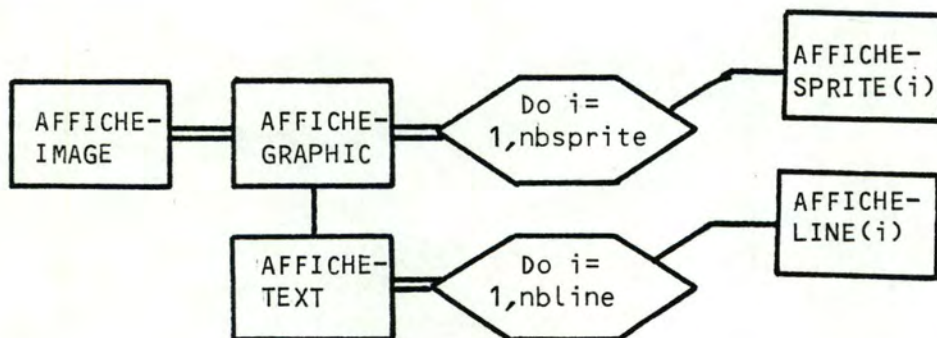 AFFICHE-
IMAGE
AFFICHE-
GRAPHIC
Do i=
1,nbsprite
AFFICHE-
SPRITE(i)
AFFICHE-
TEXT
Do i=
1,nbline
AFFICHE-
LINE(i)